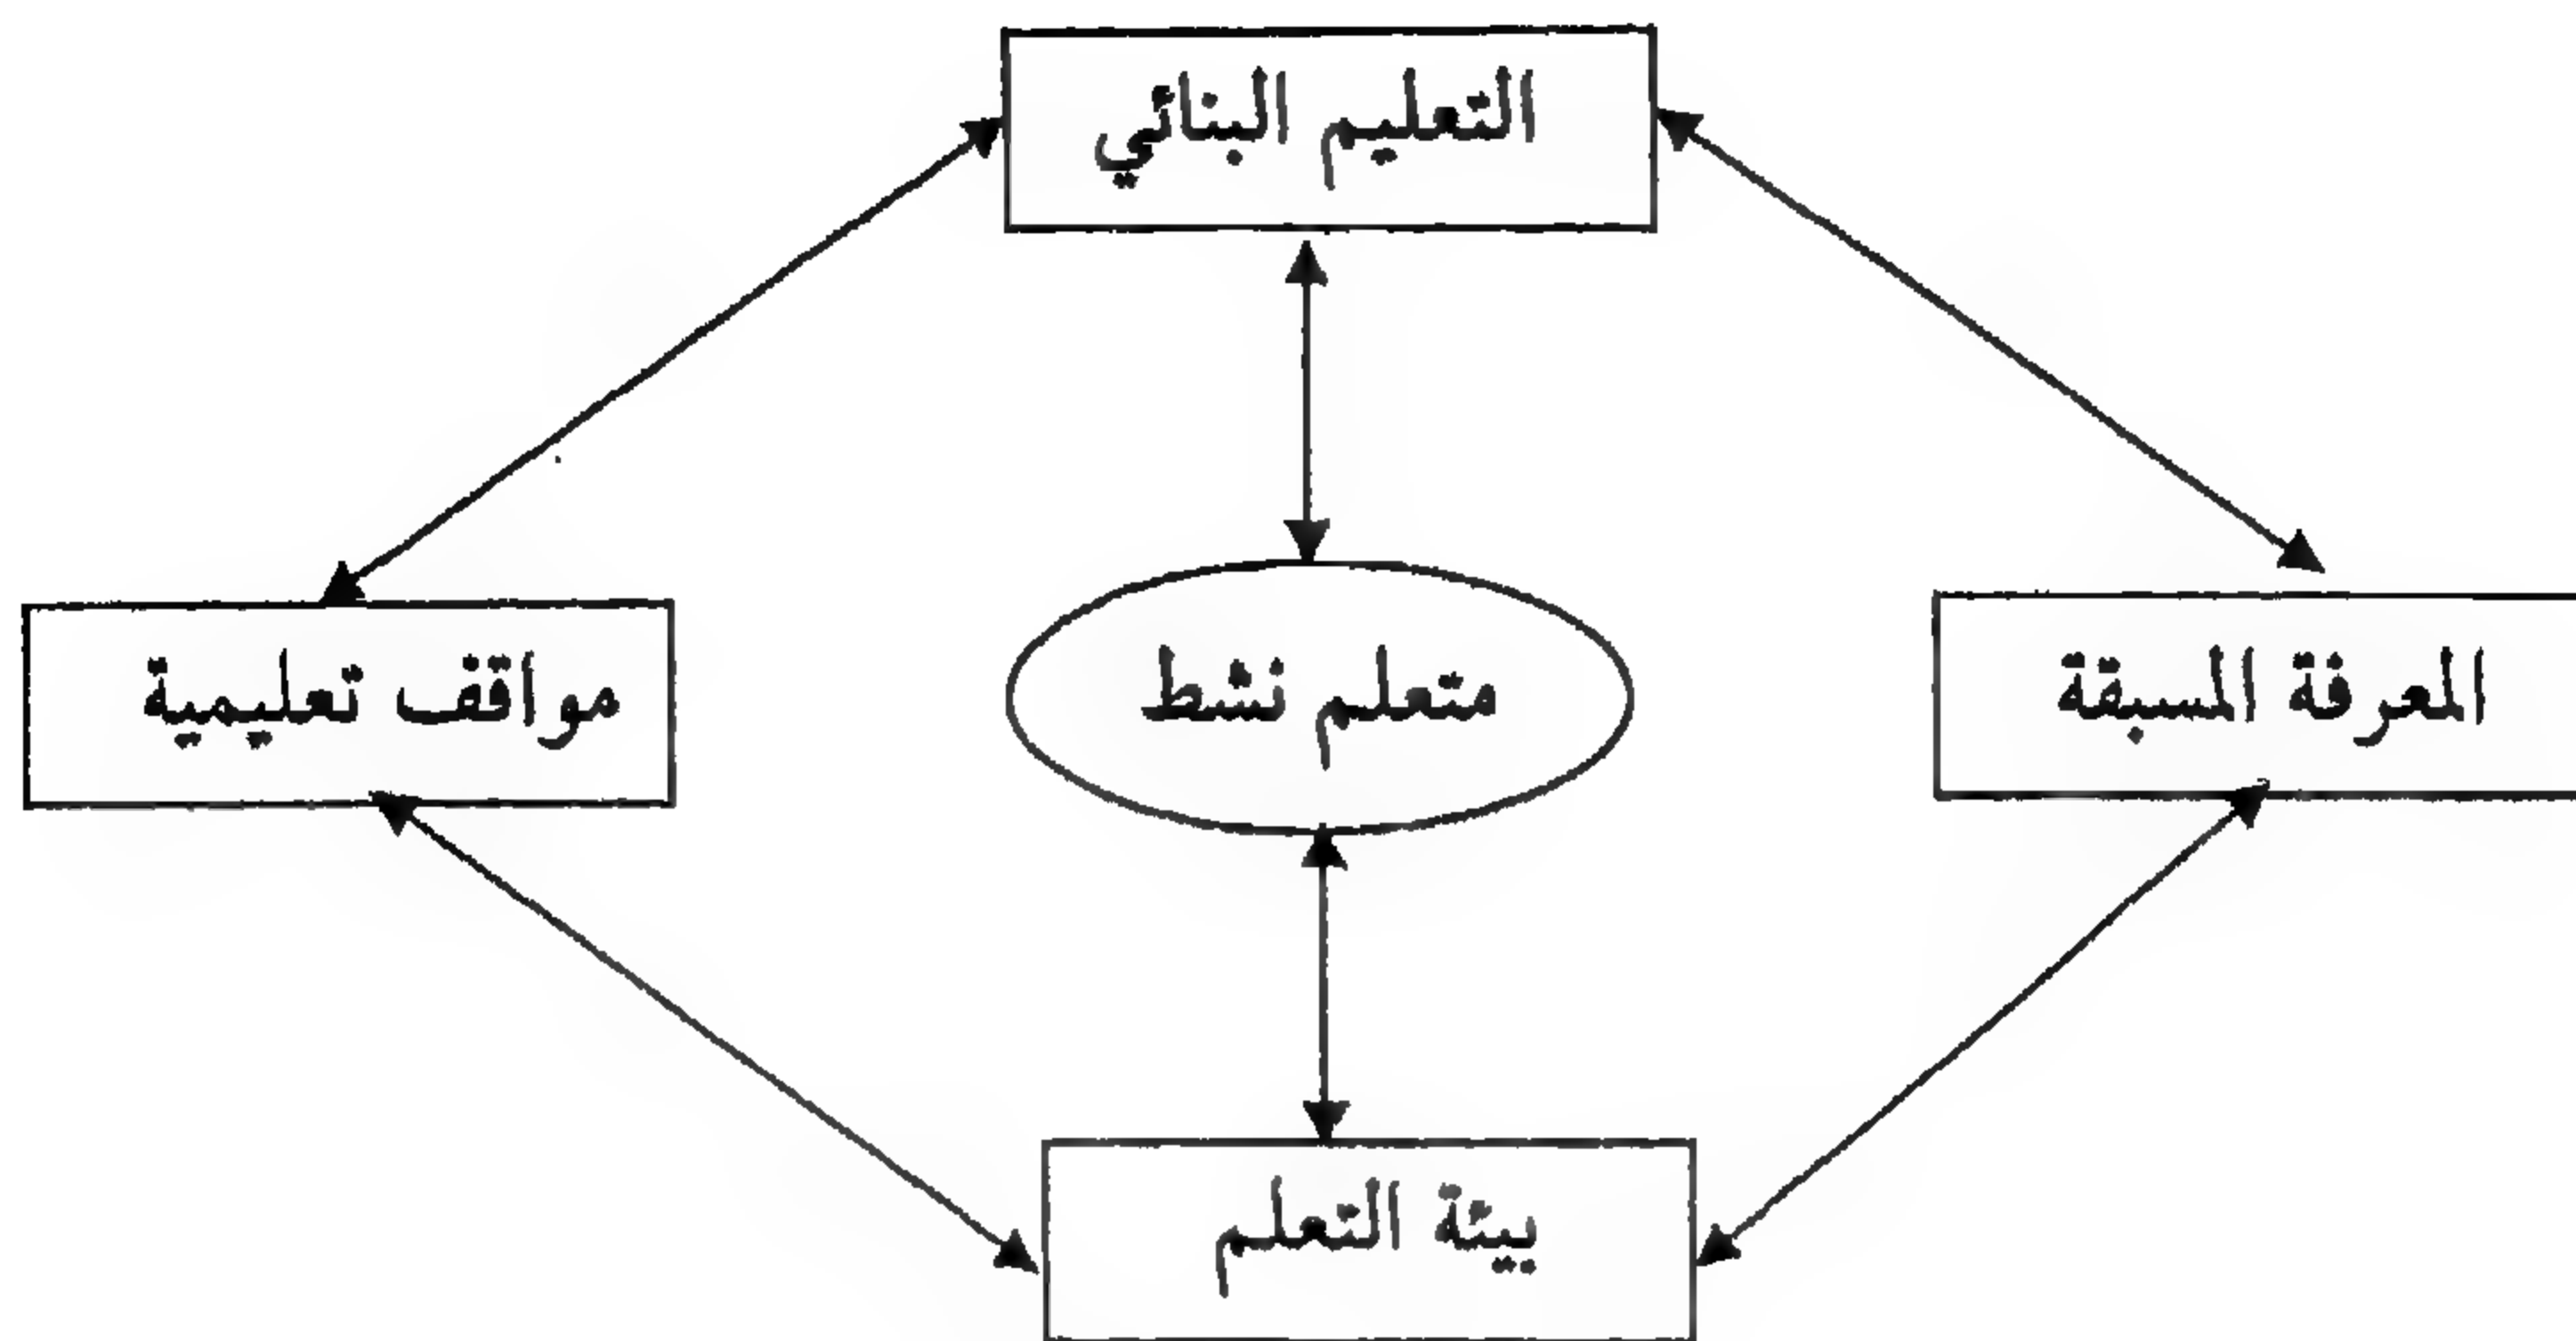 التعليم البنائي
المعرفة المسبقة
متعلم نشط
مواقف تعليمية
بيئة التعلم